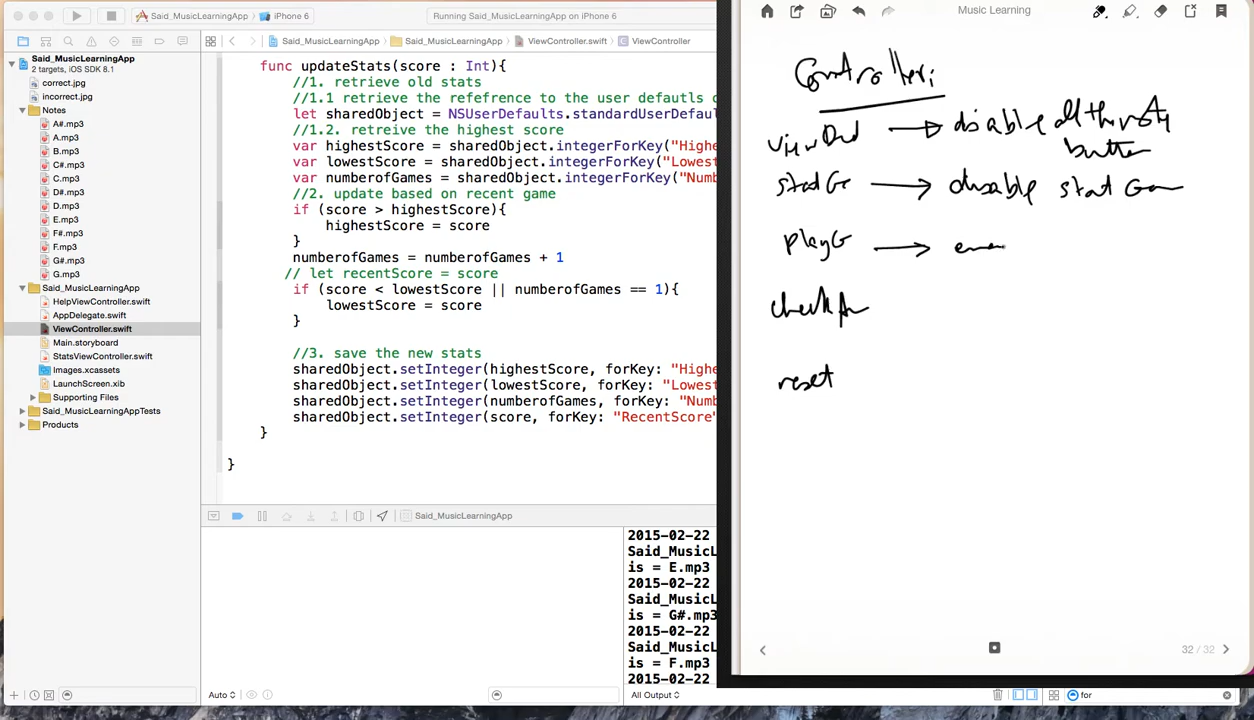 Said_MusicLearningApp
iPhone 6
Running Said_MusicLearningApp on iPhone 6
Said_MusicLearningApp
2 targets, iOS SDK 8.1
correct.jpg
incorrect.jpg
Notes
A#.mp3
A.mp3
B.mp3
C#.mp3
C.mp3
D#.mp3
D.mp3
E.mp3
F#.mp3
F.mp3
G#.mp3
G.mp3
Said_MusicLearningApp
HelpViewController.swift
AppDelegate.swift
ViewController.swift
Main.storyboard
StatsViewController.swift
Images.xcassets
LaunchScreen.xib
Supporting Files
Said_MusicLearningAppTests
Products
Said_MusicLearningApp
Said_MusicLearningApp
ViewController.swift
ViewController
func updateStats(score : Int){
//1. retrieve old stats
//1.1 retrieve the refefrence to the user defautls
let sharedObject = NSUserDefaults.standardUserDefau
//1.2. retreive the highest score
var highestScore = sharedObject.integerForKey("Highe
var lowestScore = sharedObject.integerForKey("Lowest
var numberofGames = sharedObject.integerForKey("Numb
//2. update based on recent game
if (score > highestScore){
highestScore = score
}
numberofGames = numberofGames + 1
// let recentScore = score
if (score < lowestScore || numberofGames == 1){
lowestScore = score
}
//3. save the new stats
sharedObject.setInteger(highestScore, forKey: "Highe
sharedObject.setInteger(lowestScore, forKey: "Lowest
sharedObject.setInteger(numberofGames, forKey: "Numb
sharedObject.setInteger(score, forKey: "RecentScore"
}
}
Said_MusicLearningApp
2015-02-22
Said_MusicL
is = E.mp3
2015-02-22
Said_MusicL
is = G#.mp3
2015-02-22
Said_MusicL
is = F.mp3
2015-02-22
Auto
All Output
for
Music Learning
Controller:
disable all
button
disable
playG
reset
32 / 32